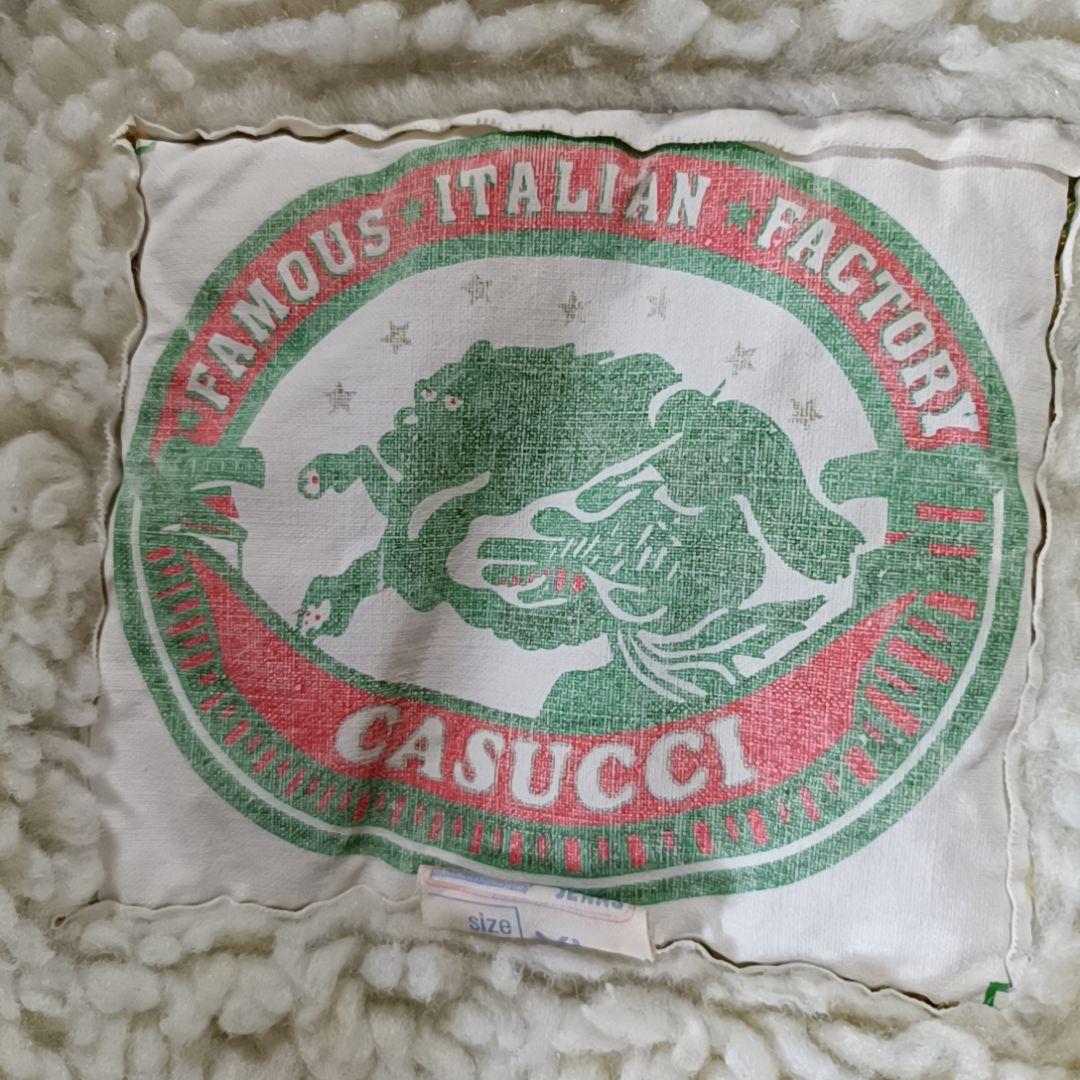 FAMOUS ★ ITALIAN ★ FACTORY
CASUCCI
JEANS
size